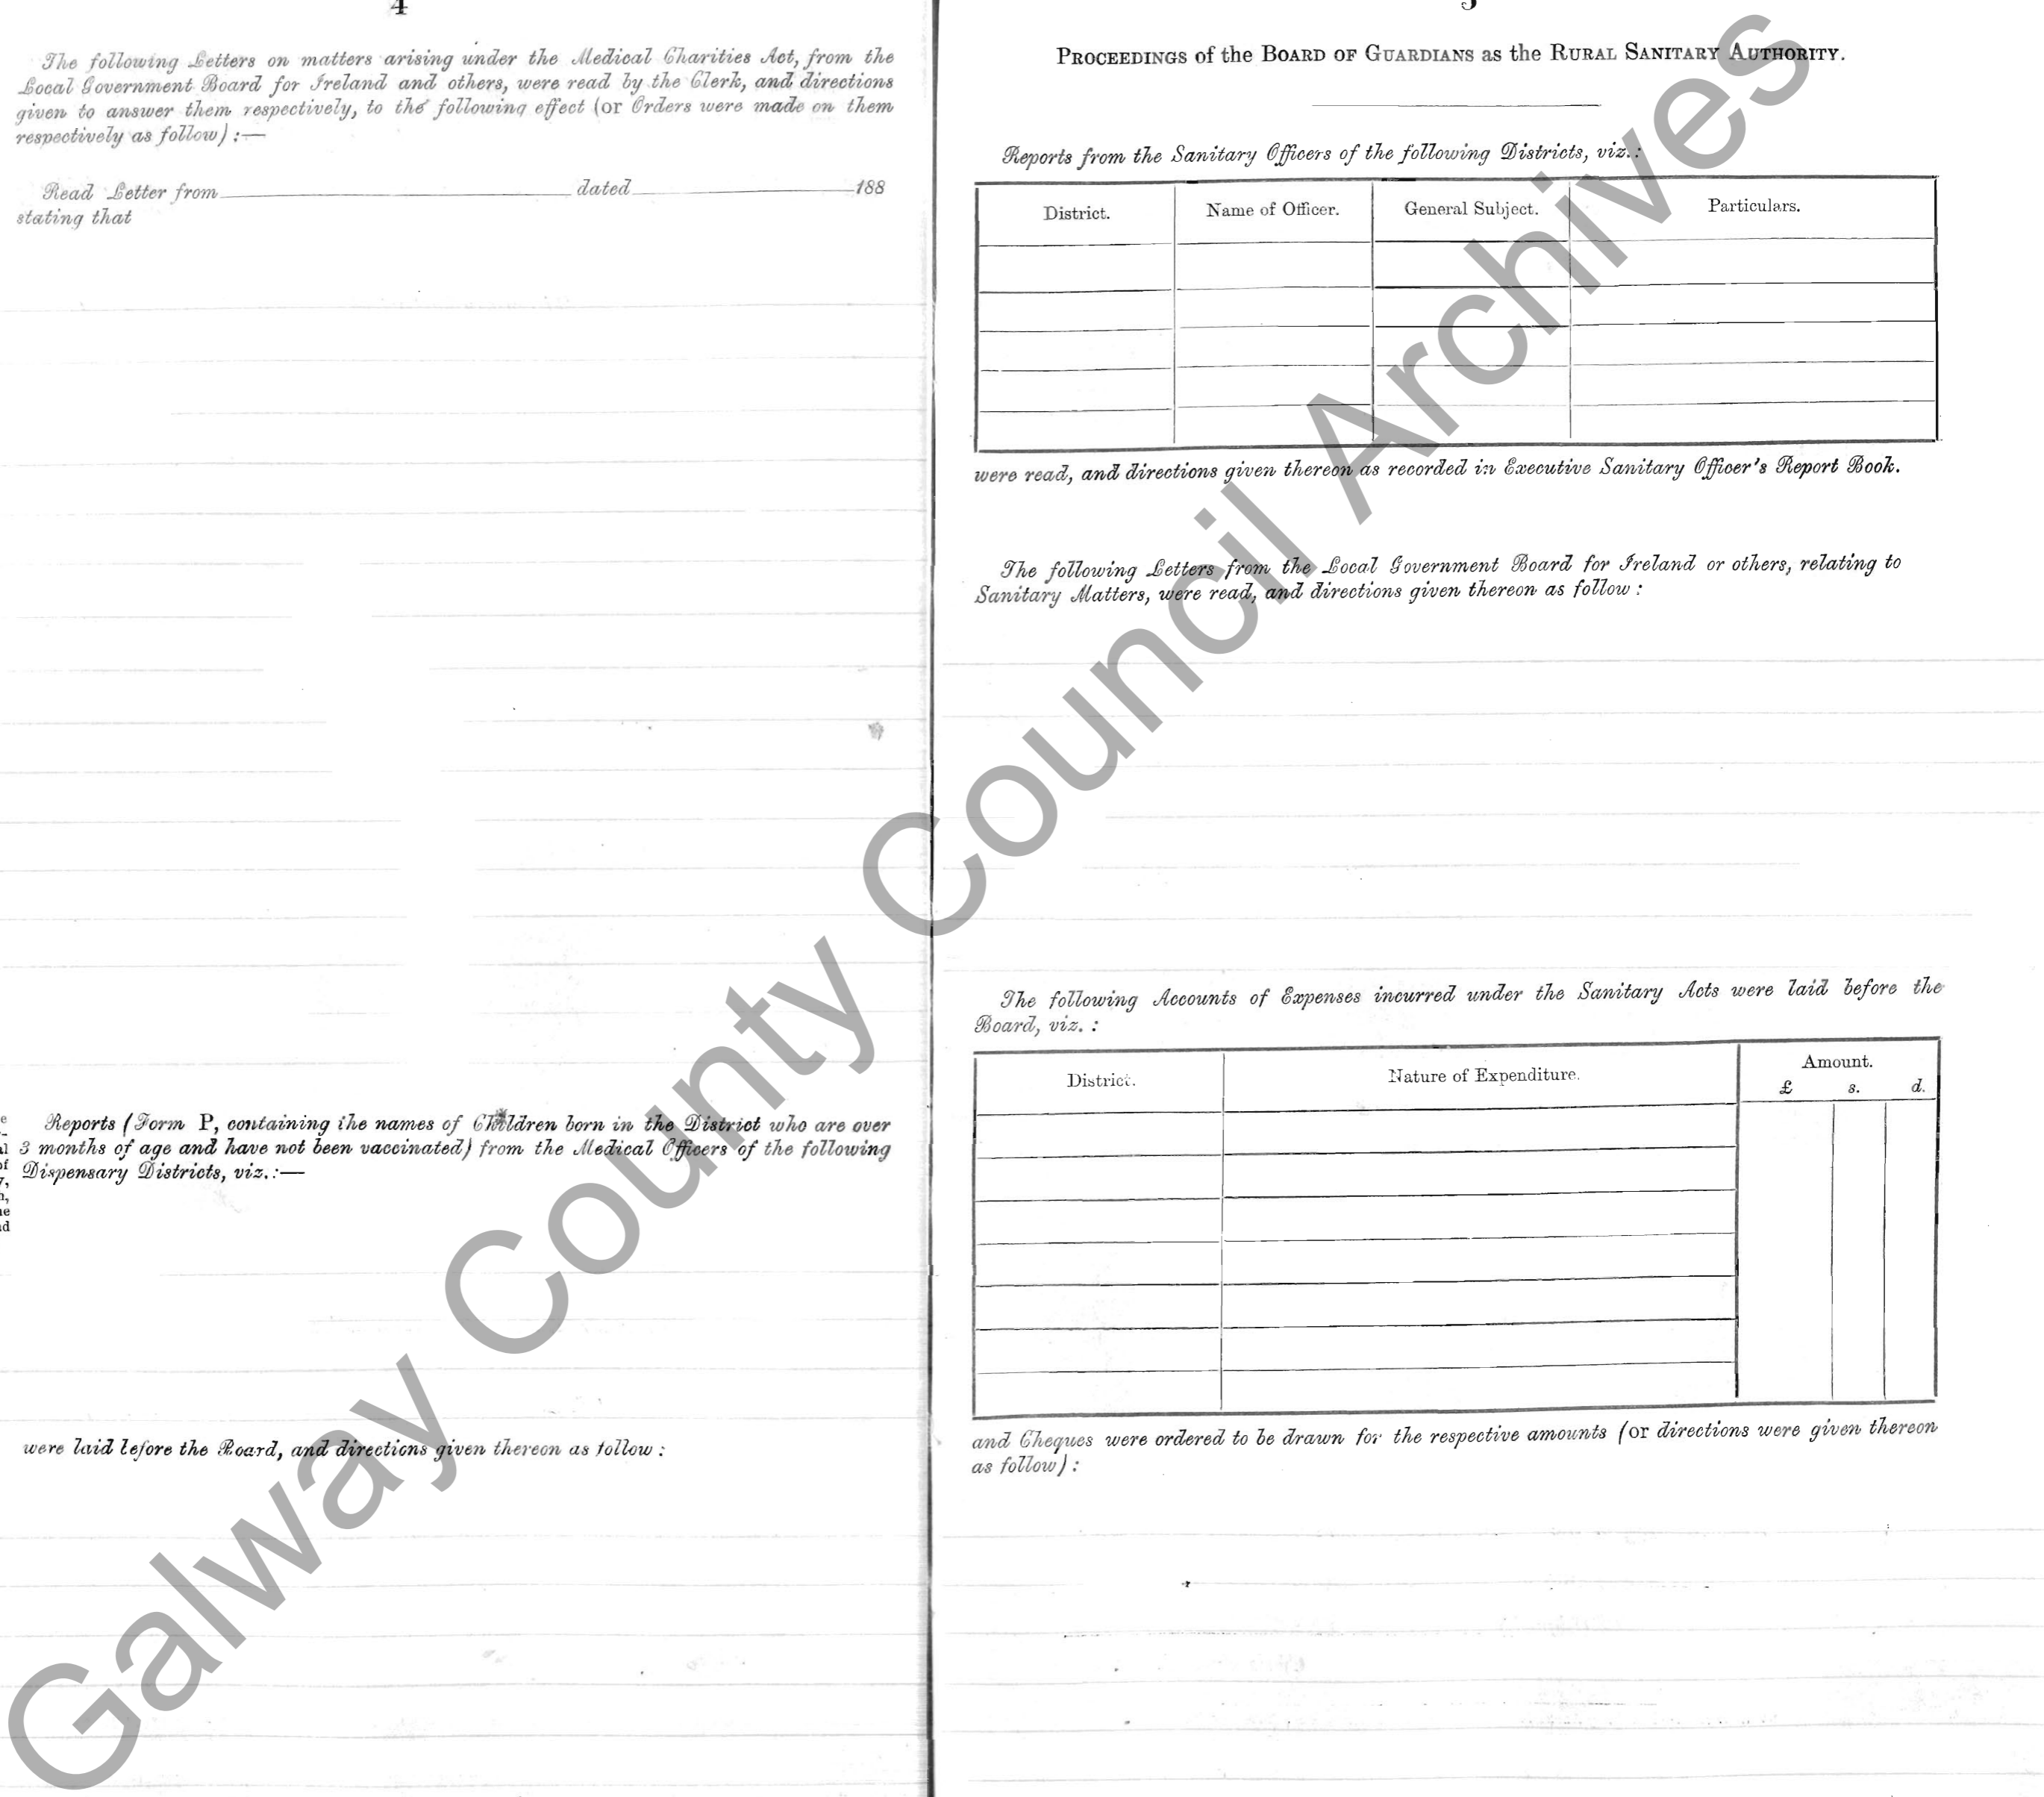 4
The following Letters on matters arising under the Medical Charities Act, from the
Local Government Board for Ireland and others, were read by the Clerk, and directions
given to answer them respectively, to the following effect (or Orders were made on them
respectively as follow) :—
Read Letter from dated 188
stating that
Reports (Form P, containing the names of Children born in the District who are over
3 months of age and have not been vaccinated) from the Medical Officers of the following
Dispensary Districts, viz.:—
were laid before the Board, and directions given thereon as follow :
PROCEEDINGS of the BOARD OF GUARDIANS as the RURAL SANITARY AUTHORITY.
Reports from the Sanitary Officers of the following Districts, viz.:
District. Name of Officer. General Subject. Particulars.
were read, and directions given thereon as recorded in Executive Sanitary Officer's Report Book.
The following Letters from the Local Government Board for Ireland or others, relating to
Sanitary Matters, were read, and directions given thereon as follow :
The following Accounts of Expenses incurred under the Sanitary Acts were laid before the
Board, viz. :
District. Nature of Expenditure. Amount.
£ s. d.
and Cheques were ordered to be drawn for the respective amounts (or directions were given thereon
as follow) :
Galway County Council Archives